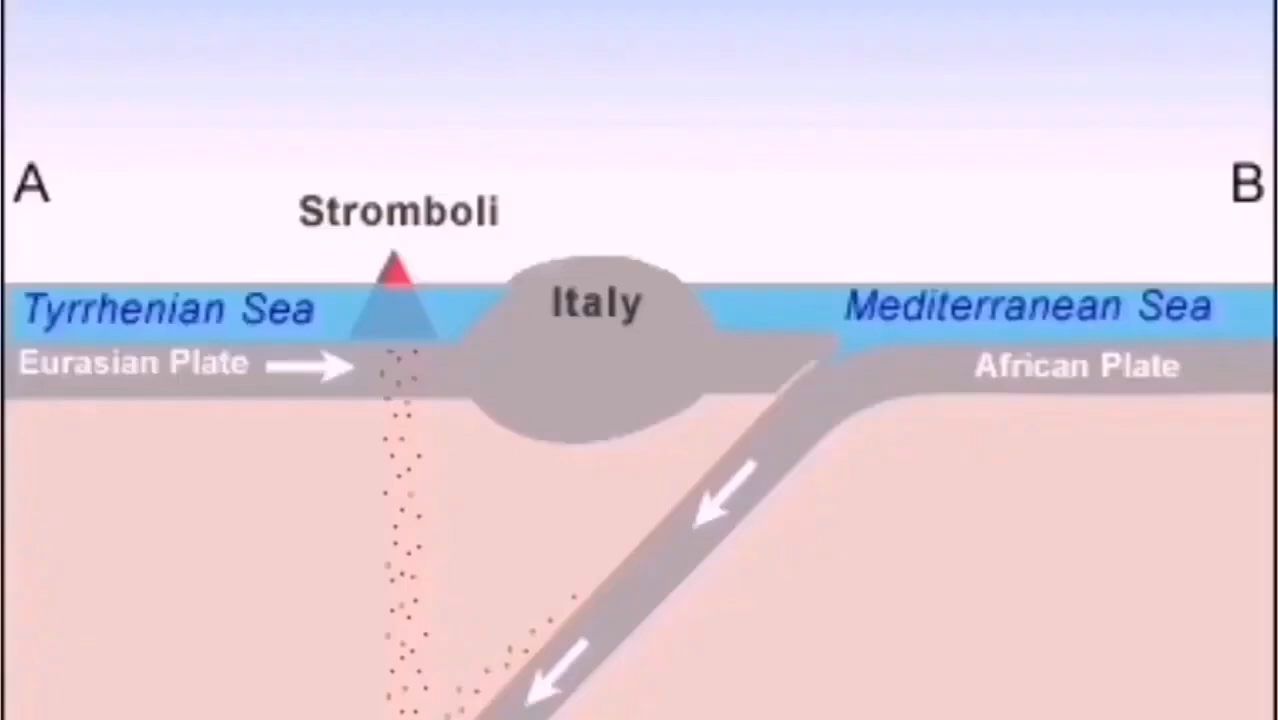 A
B
Stromboli
Italy
Tyrrhenian Sea
Mediterranean Sea
Eurasian Plate
African Plate